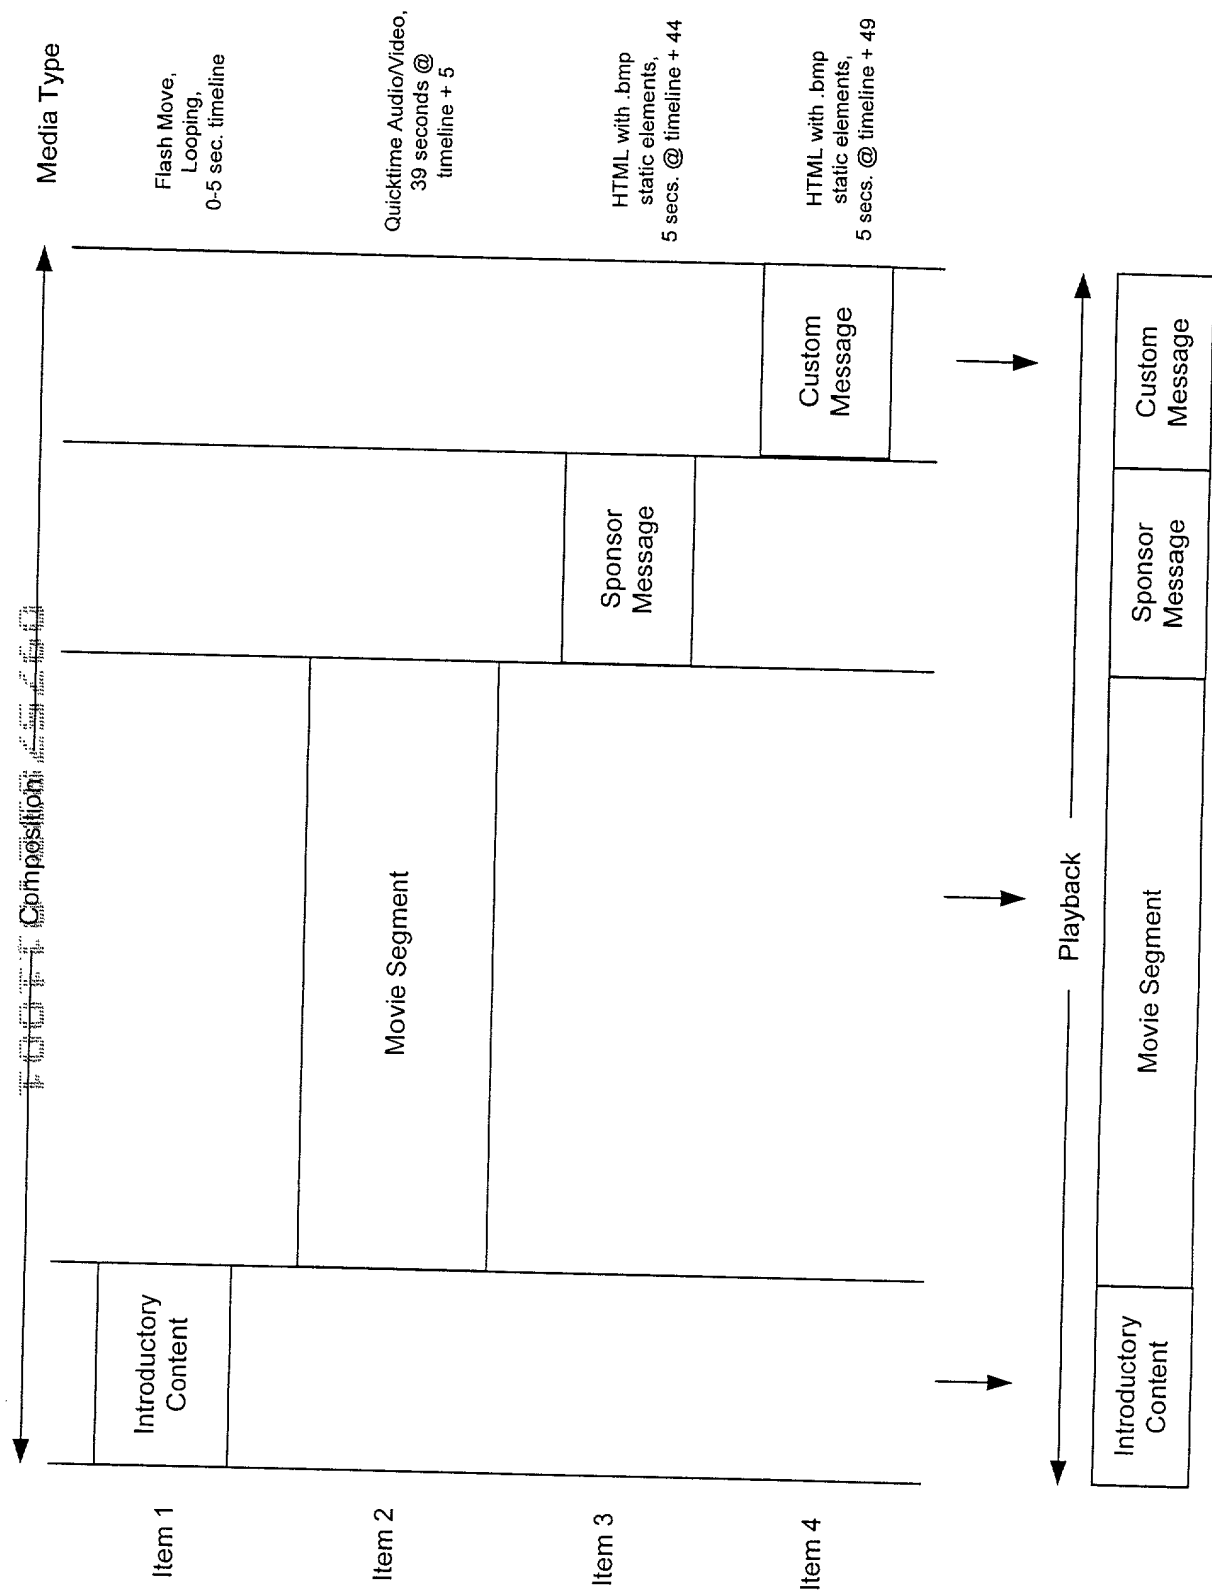 Composition
Media Type
Item 1
Introductory
Content
Flash Move,
Looping,
0-5 sec. timeline
Item 2
Movie Segment
Quicktime Audio/Video,
39 seconds @
timeline + 5
Item 3
Sponsor
Message
HTML with .bmp
static elements,
5 secs. @ timeline + 44
Item 4
Custom
Message
HTML with .bmp
static elements,
5 secs. @ timeline + 49
Playback
Introductory
Content
Movie Segment
Sponsor
Message
Custom
Message